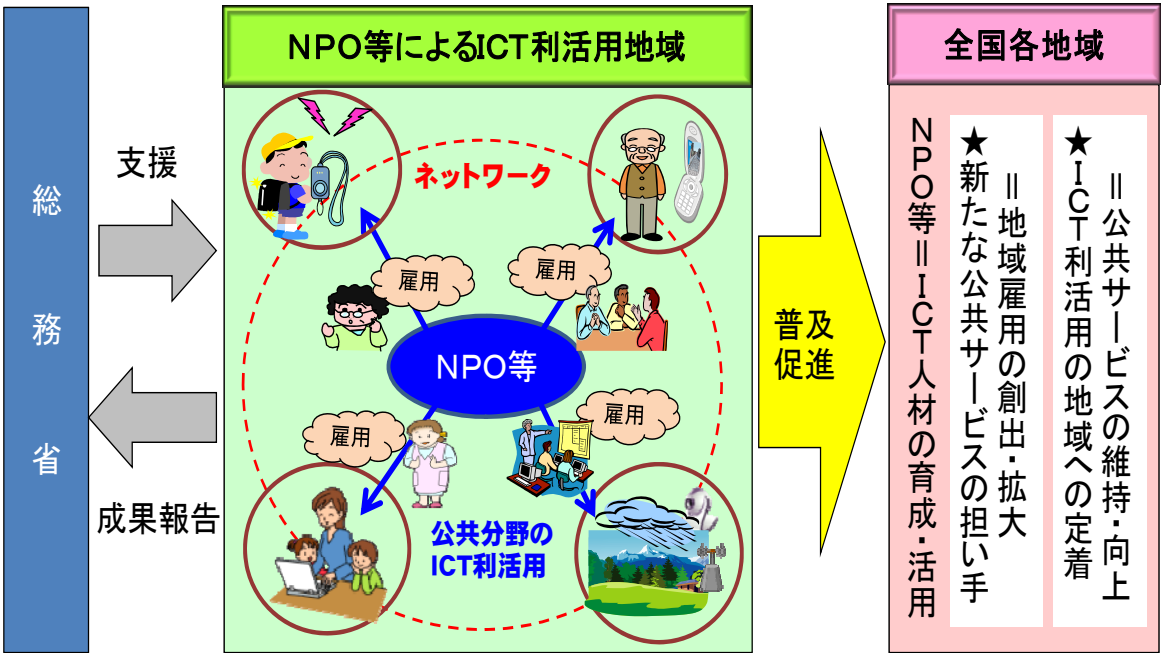 総務省
支援
成果報告
NPO等によるICT利活用地域
ネットワーク
雇用
雇用
NPO等
雇用
雇用
公共分野の
ICT利活用
普及
促進
全国各地域
★ICT利活用の地域への定着
=公共サービスの維持・向上
★新たな公共サービスの担い手
=地域雇用の創出・拡大
NPO等=ICT人材の育成・活用